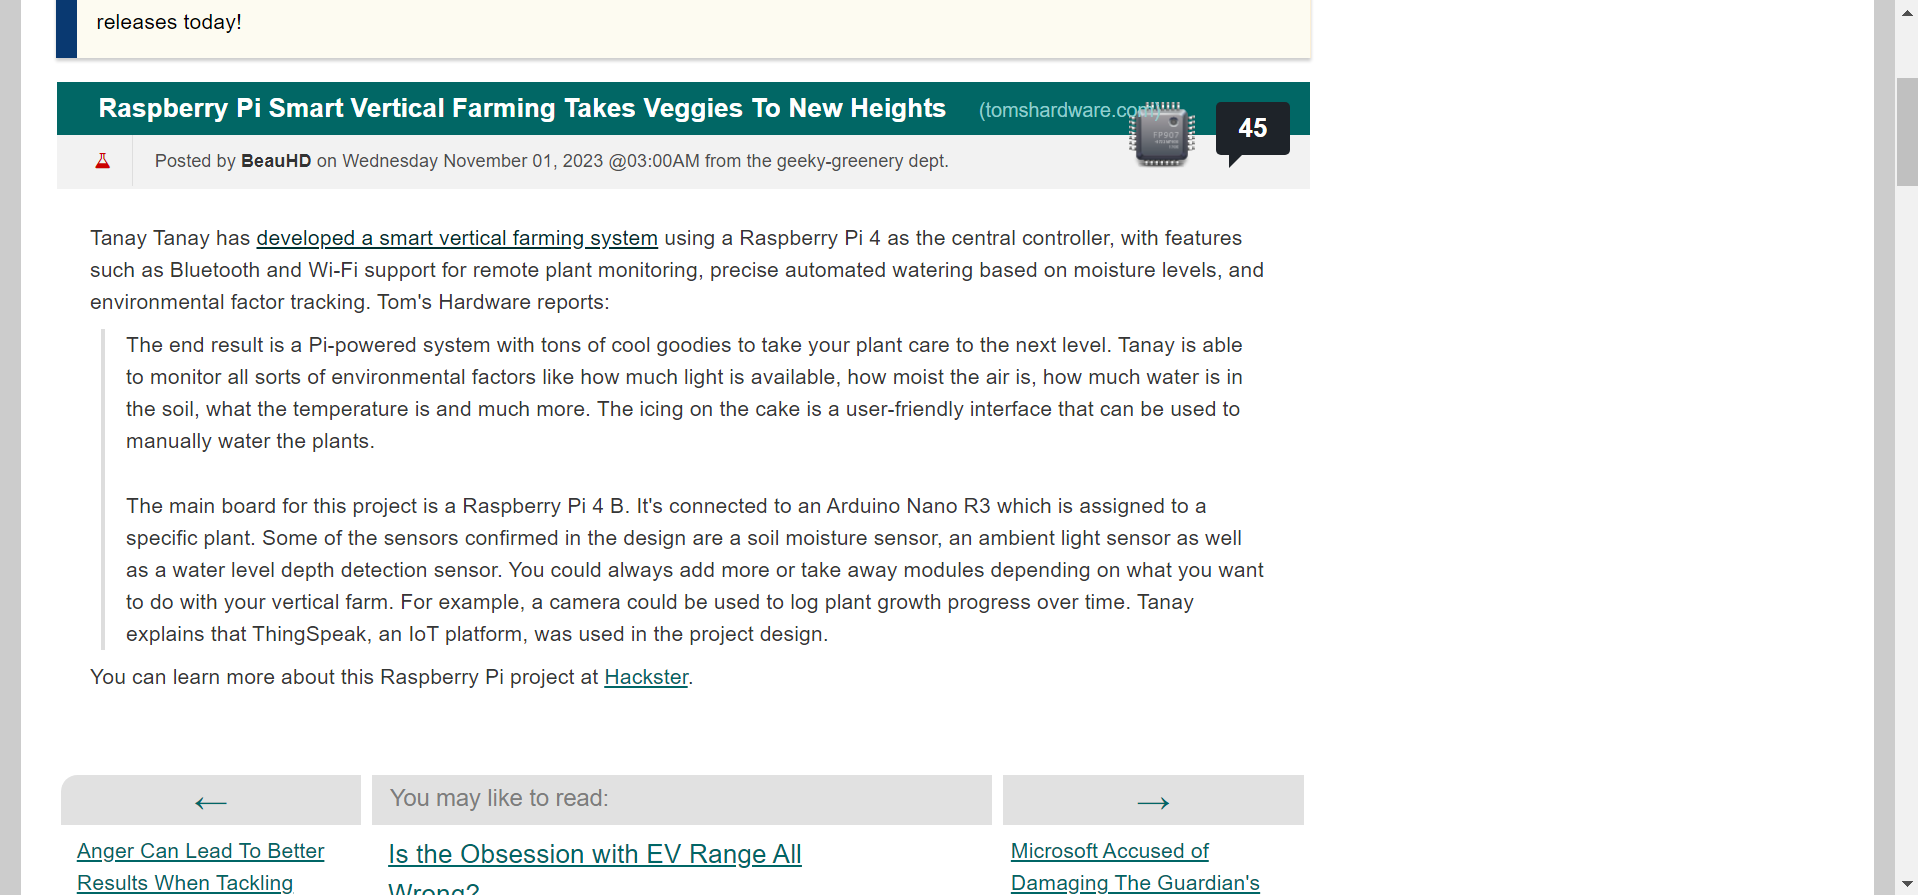 releases today!
Raspberry Pi Smart Vertical Farming Takes Veggies To New Heights (tomshardware.com)
45
Posted by BeauHD on Wednesday November 01, 2023 @03:00AM from the geeky-greenery dept.
Tanay Tanay has developed a smart vertical farming system using a Raspberry Pi 4 as the central controller, with features
such as Bluetooth and Wi-Fi support for remote plant monitoring, precise automated watering based on moisture levels, and
environmental factor tracking. Tom's Hardware reports:
The end result is a Pi-powered system with tons of cool goodies to take your plant care to the next level. Tanay is able
to monitor all sorts of environmental factors like how much light is available, how moist the air is, how much water is in
the soil, what the temperature is and much more. The icing on the cake is a user-friendly interface that can be used to
manually water the plants.
The main board for this project is a Raspberry Pi 4 B. It's connected to an Arduino Nano R3 which is assigned to a
specific plant. Some of the sensors confirmed in the design are a soil moisture sensor, an ambient light sensor as well
as a water level depth detection sensor. You could always add more or take away modules depending on what you want
to do with your vertical farm. For example, a camera could be used to log plant growth progress over time. Tanay
explains that ThingSpeak, an IoT platform, was used in the project design.
You can learn more about this Raspberry Pi project at Hackster.
←
You may like to read:
→
Anger Can Lead To Better
Results When Tackling
Is the Obsession with EV Range All
Wrong?
Microsoft Accused of
Damaging The Guardian's